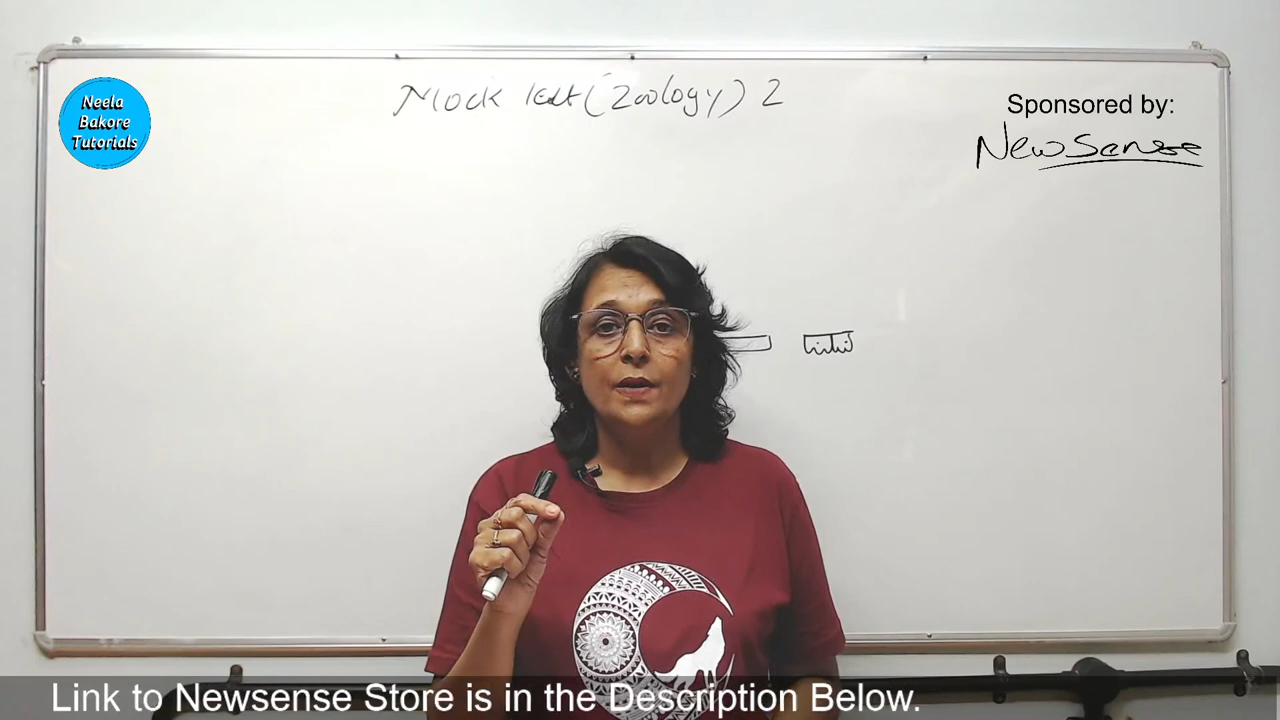 Mock test (Zoology) 2
Neela
Bakore
Tutorials
Sponsored by:
NewSense
Link to Newsense Store is in the Description Below.